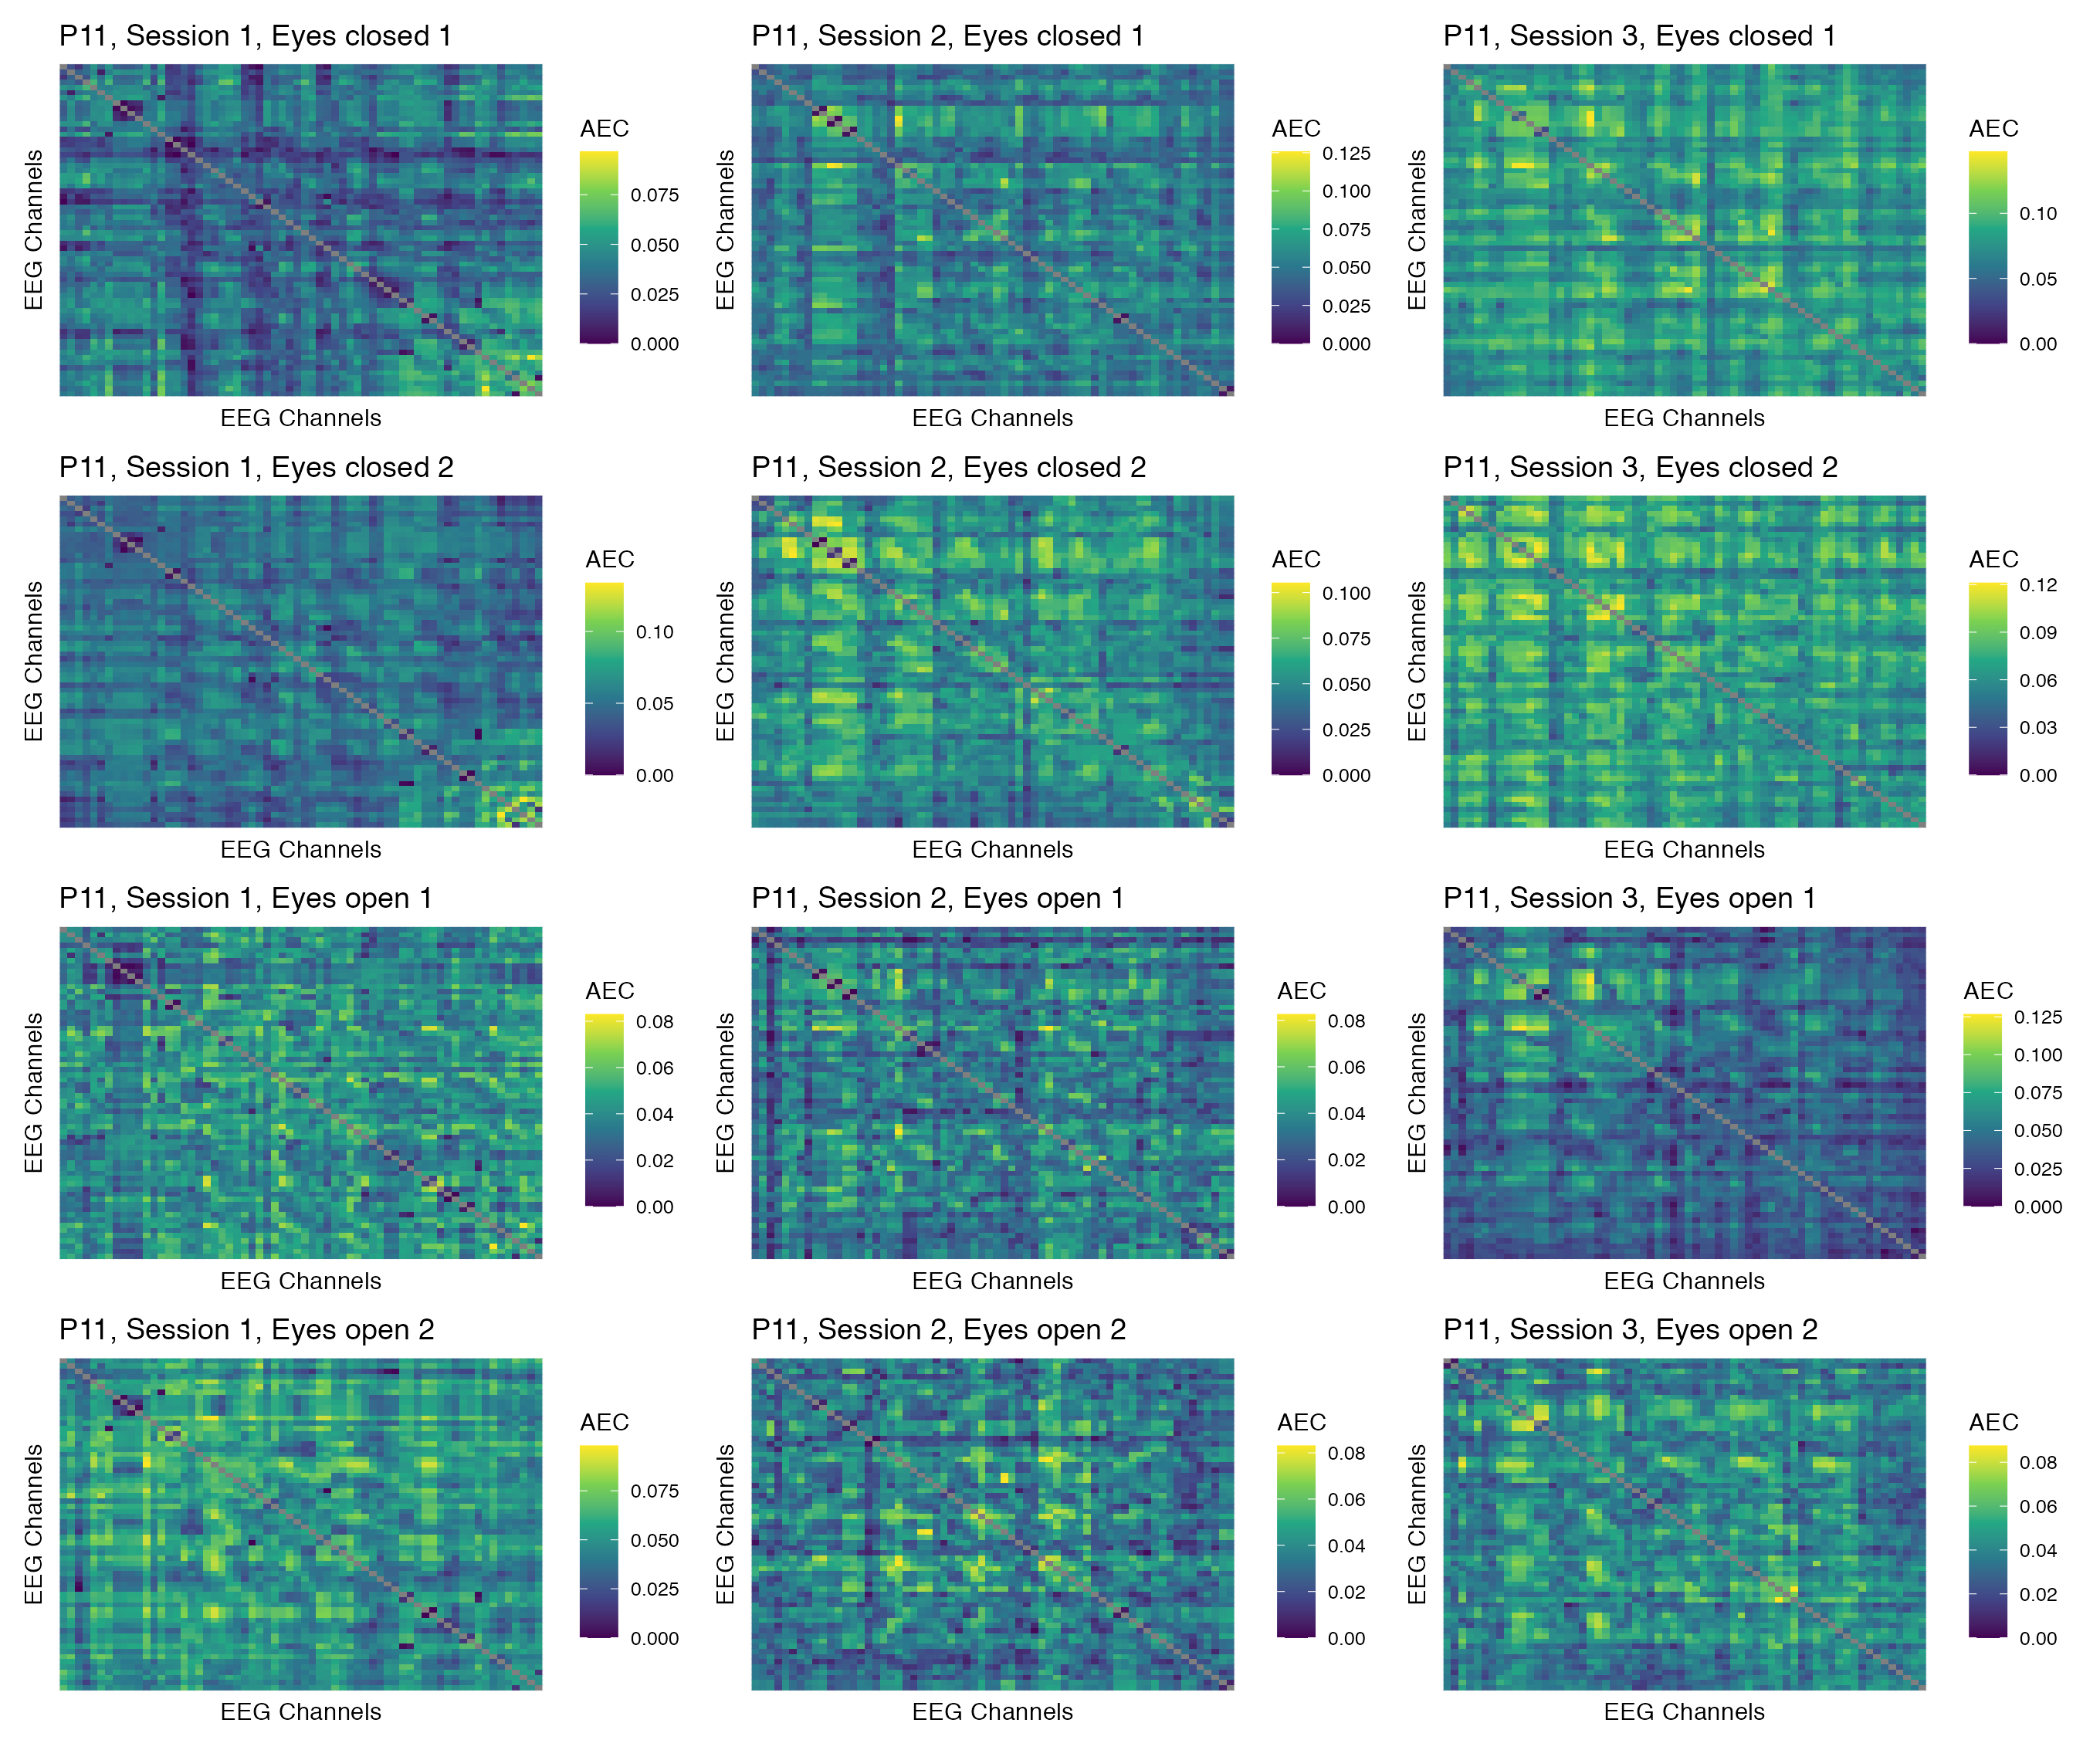 P11, Session 1, Eyes closed 1
EEG Channels
EEG Channels
AEC
0.075
0.050
0.025
0.000
P11, Session 2, Eyes closed 1
EEG Channels
EEG Channels
AEC
0.125
0.100
0.075
0.050
0.025
0.000
P11, Session 3, Eyes closed 1
EEG Channels
EEG Channels
AEC
0.10
0.05
0.00
P11, Session 1, Eyes closed 2
EEG Channels
EEG Channels
AEC
0.10
0.05
0.00
P11, Session 2, Eyes closed 2
EEG Channels
EEG Channels
AEC
0.100
0.075
0.050
0.025
0.000
P11, Session 3, Eyes closed 2
EEG Channels
EEG Channels
AEC
0.12
0.09
0.06
0.03
0.00
P11, Session 1, Eyes open 1
EEG Channels
EEG Channels
AEC
0.08
0.06
0.04
0.02
0.00
P11, Session 2, Eyes open 1
EEG Channels
EEG Channels
AEC
0.08
0.06
0.04
0.02
0.00
P11, Session 3, Eyes open 1
EEG Channels
EEG Channels
AEC
0.125
0.100
0.075
0.050
0.025
0.000
P11, Session 1, Eyes open 2
EEG Channels
EEG Channels
AEC
0.075
0.050
0.025
0.000
P11, Session 2, Eyes open 2
EEG Channels
EEG Channels
AEC
0.08
0.06
0.04
0.02
0.00
P11, Session 3, Eyes open 2
EEG Channels
EEG Channels
AEC
0.08
0.06
0.04
0.02
0.00